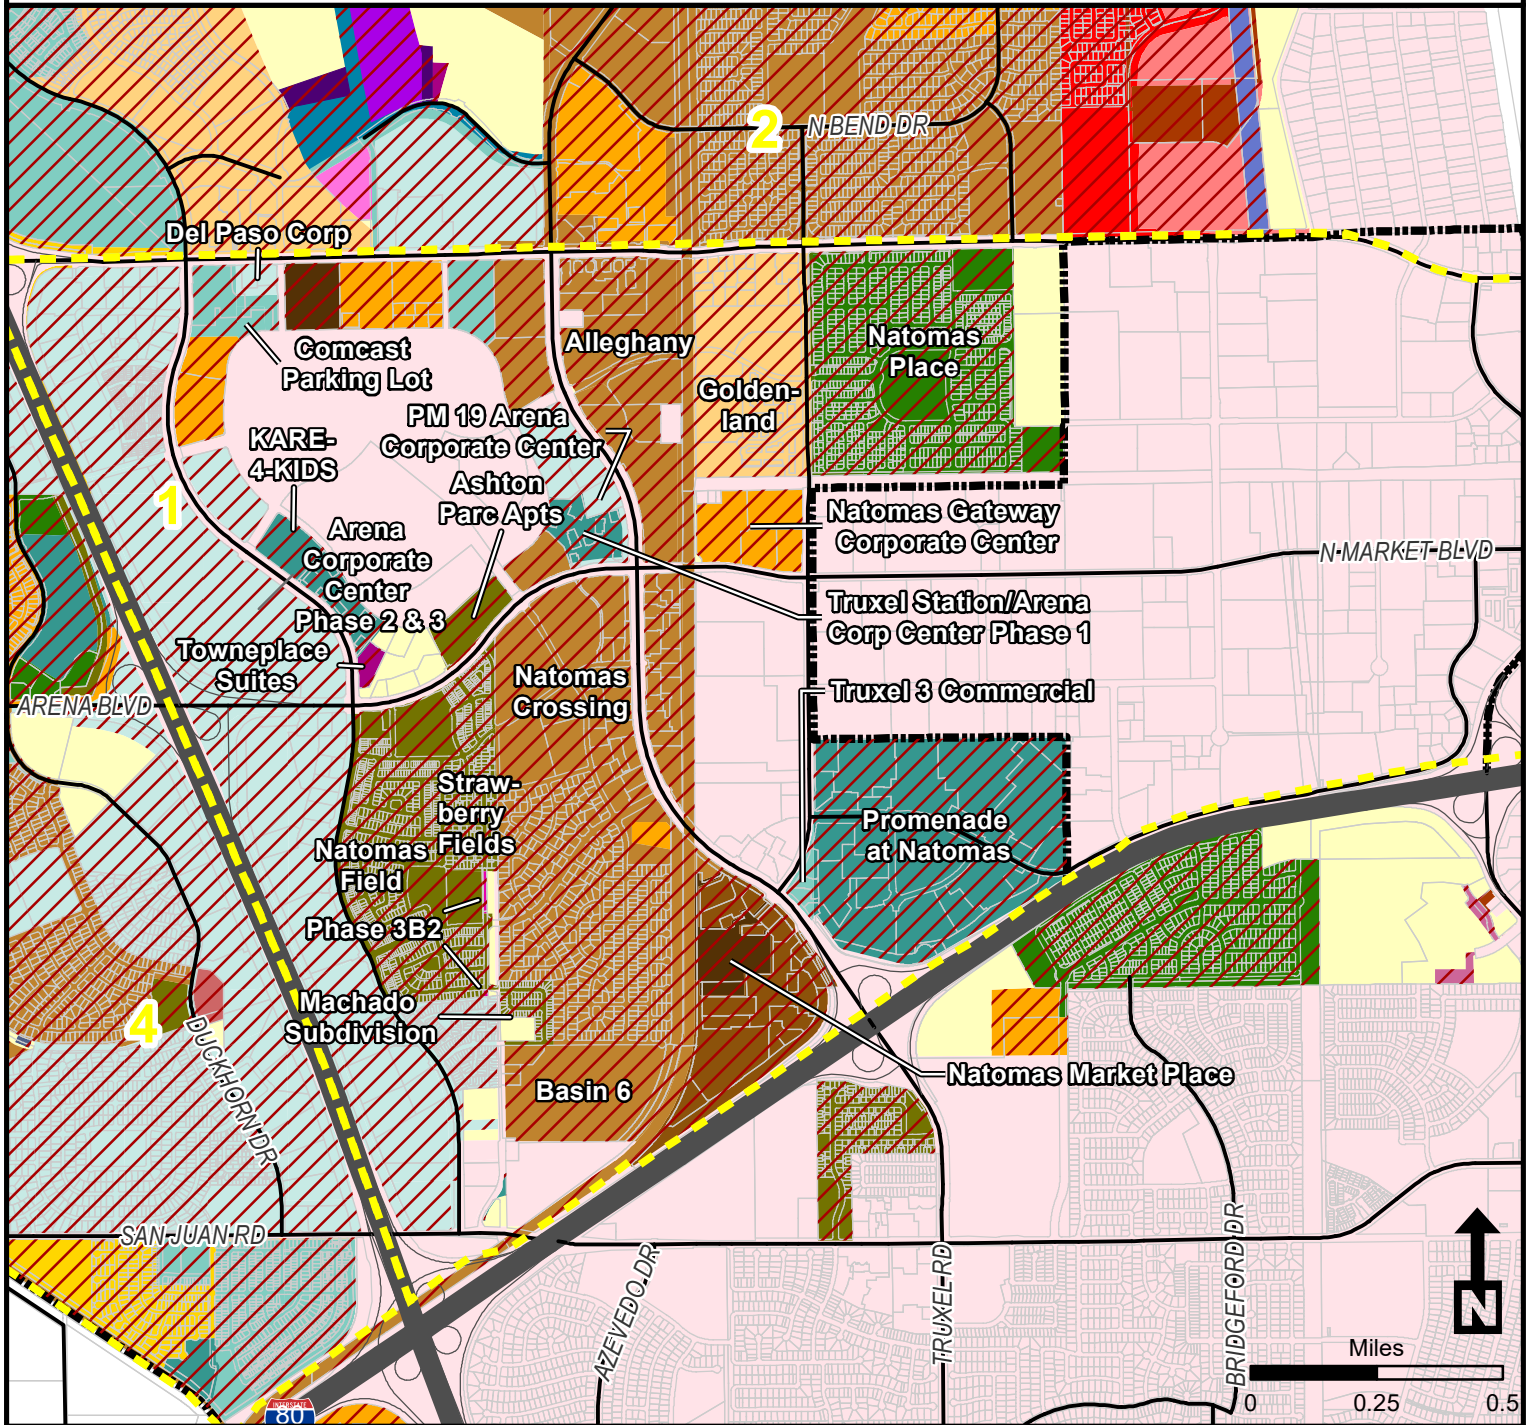 2
N BEND DR
Del Paso Corp
Comcast
Parking Lot
Alleghany
Natomas
Place
Golden-
land
PM 19 Arena
Corporate Center
KARE-
4-KIDS
Ashton
Parc Apts
1
Arena
Corporate
Center
Phase 2 & 3
Natomas Gateway
Corporate Center
N MARKET BLVD
Truxel Station/Arena
Corp Center Phase 1
Towneplace
Suites
Natomas
Crossing
Truxel 3 Commercial
ARENA BLVD
Straw-
berry
Fields
Natomas
Field
Promenade
at Natomas
Phase 3B2
Machado
Subdivision
4
DUCKHORN DR
Natomas Market Place
Basin 6
SAN JUAN RD
AZEVEDO DR
TRUXEL RD
BRIDGEFORD DR
N
Miles
0 0.25 0.5
INTERSTATE
80